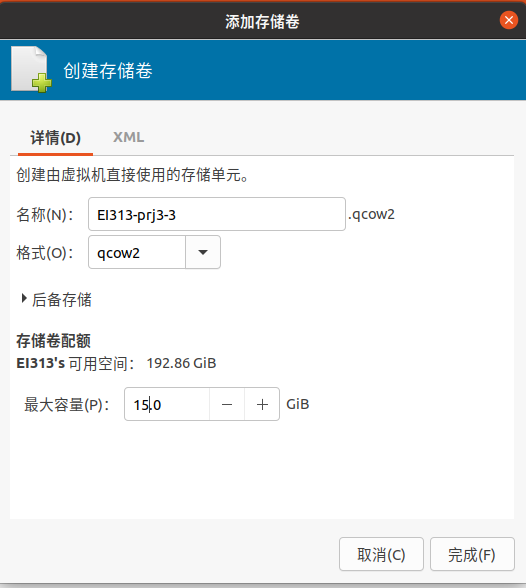 添加存储卷
创建存储卷
详情(D) XML
创建由虚拟机直接使用的存储单元。
名称(N)： EI313-prj3-3 .qcow2
格式(O)： qcow2
后备存储
存储卷配额
EI313's 可用空间： 192.86 GiB
最大容量(P)： 15.0 GiB
取消(C) 完成(F)